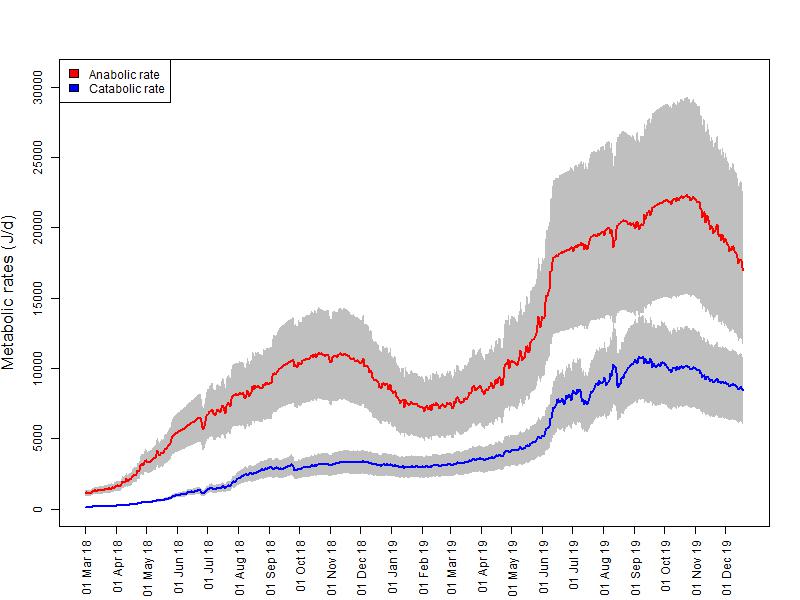 Anabolic rate
Catabolic rate
Metabolic rates (J/d)
30000
25000
20000
15000
10000
5000
0
01 Mar 18
01 Apr 18
01 May 18
01 Jun 18
01 Jul 18
01 Aug 18
01 Sep 18
01 Oct 18
01 Nov 18
01 Dec 18
01 Jan 19
01 Feb 19
01 Mar 19
01 Apr 19
01 May 19
01 Jun 19
01 Jul 19
01 Aug 19
01 Sep 19
01 Oct 19
01 Nov 19
01 Dec 19